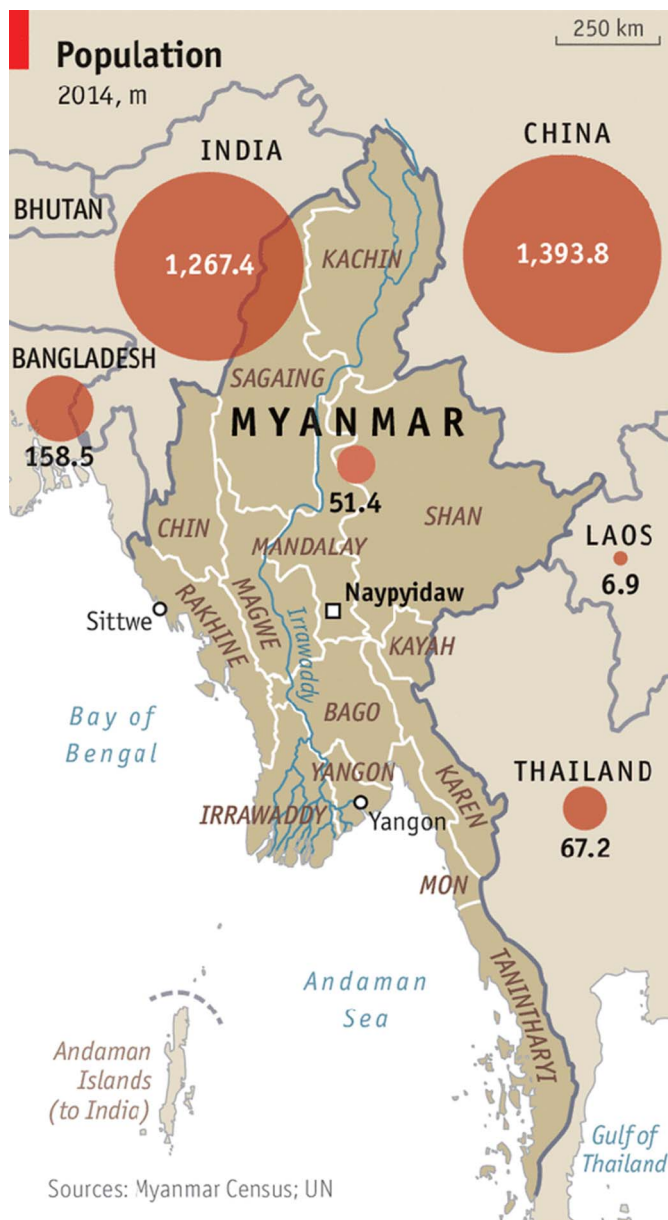 Population
2014, m
250 km
INDIA
CHINA
BHUTAN
1,267.4
KACHIN
1,393.8
BANGLADESH
158.5
SAGAING
MYANMAR
51.4
SHAN
CHIN
MANDALAY
LAOS
6.9
Naypyidaw
Sittwe
RAKHINE
MAGWE
Irrawaddy
KAYAH
BAGO
Bay of
Bengal
YANGON
KAREN
THAILAND
67.2
IRRAWADDY
Yangon
MON
Andaman
Sea
TANINTHARYI
Andaman
Islands
(to India)
Gulf of
Thailand
Sources: Myanmar Census; UN